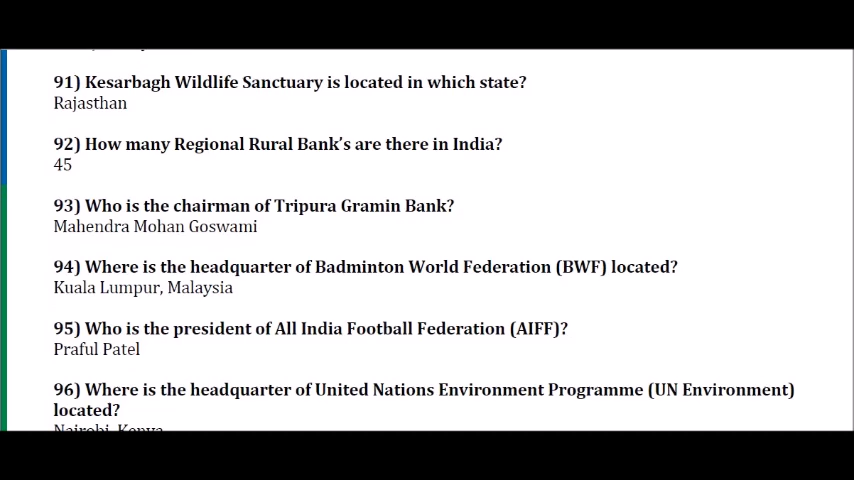 91) Kesarbagh Wildlife Sanctuary is located in which state?
Rajasthan
92) How many Regional Rural Bank's are there in India?
45
93) Who is the chairman of Tripura Gramin Bank?
Mahendra Mohan Goswami
94) Where is the headquarter of Badminton World Federation (BWF) located?
Kuala Lumpur, Malaysia
95) Who is the president of All India Football Federation (AIFF)?
Praful Patel
96) Where is the headquarter of United Nations Environment Programme (UN Environment)
located?
Nairobi, Kenya